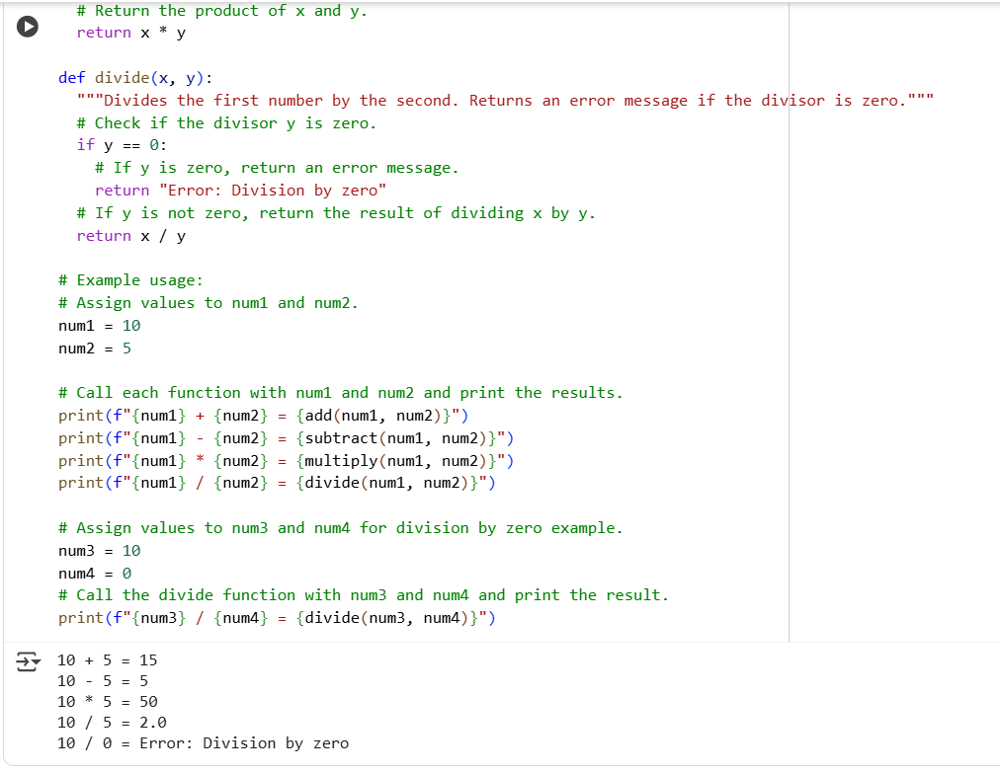 # Return the product of x and y.
return x * y
def divide(x, y):
"""Divides the first number by the second. Returns an error message if the divisor is zero."""
# Check if the divisor y is zero.
if y == 0:
# If y is zero, return an error message.
return "Error: Division by zero"
# If y is not zero, return the result of dividing x by y.
return x / y
# Example usage:
# Assign values to num1 and num2.
num1 = 10
num2 = 5
# Call each function with num1 and num2 and print the results.
print(f"{num1} + {num2} = {add(num1, num2)}")
print(f"{num1} - {num2} = {subtract(num1, num2)}")
print(f"{num1} * {num2} = {multiply(num1, num2)}")
print(f"{num1} / {num2} = {divide(num1, num2)}")
# Assign values to num3 and num4 for division by zero example.
num3 = 10
num4 = 0
# Call the divide function with num3 and num4 and print the result.
print(f"{num3} / {num4} = {divide(num3, num4)}")
10 + 5 = 15
10 - 5 = 5
10 * 5 = 50
10 / 5 = 2.0
10 / 0 = Error: Division by zero